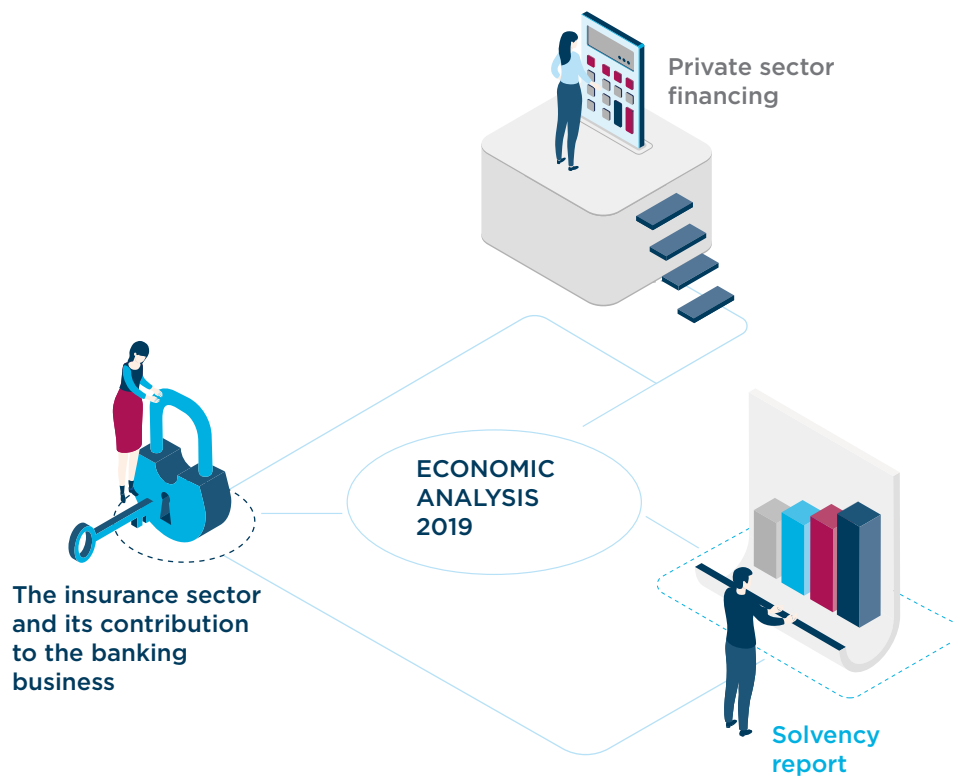 Private sector
financing
ECONOMIC
ANALYSIS
2019
The insurance sector
and its contribution
to the banking
business
Solvency
report